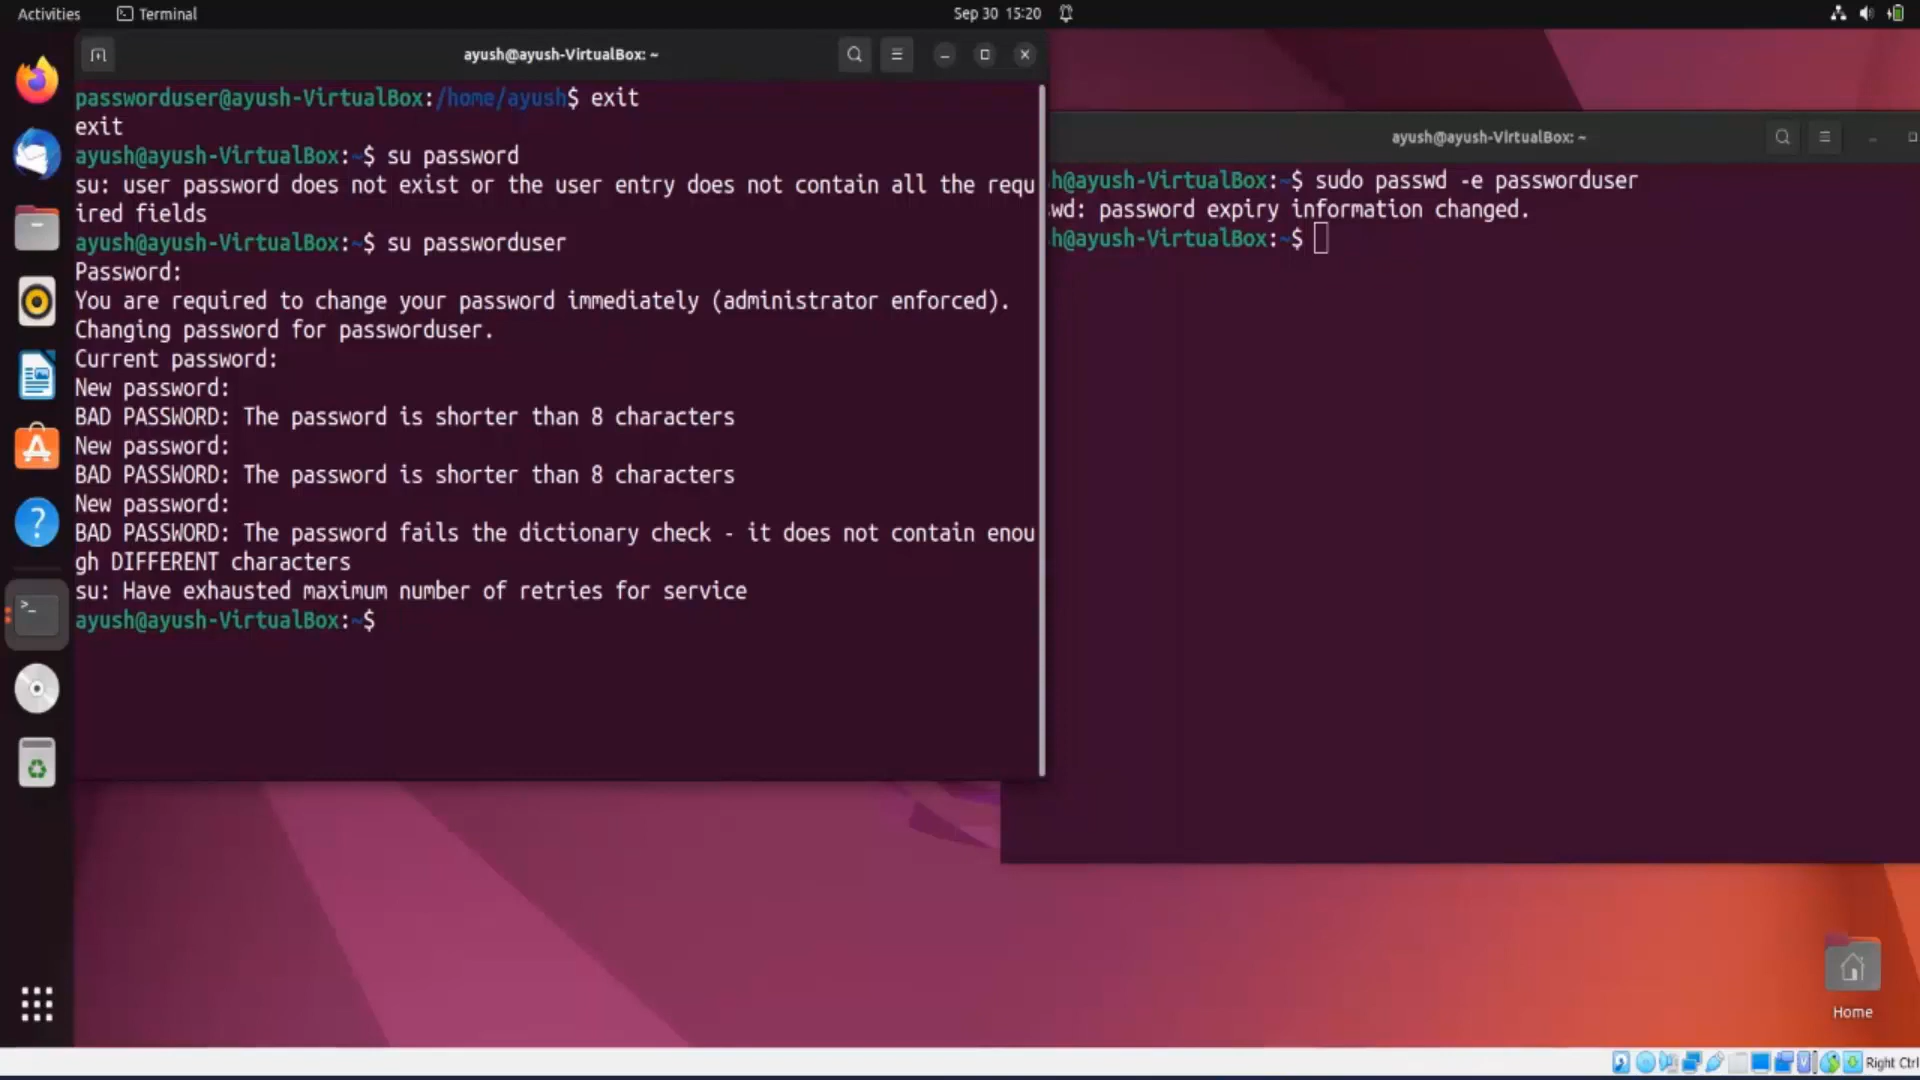 Activities
Terminal
Sep 30 15:20
ayush@ayush-VirtualBox: ~
passworduser@ayush-VirtualBox:/home/ayush$ exit
exit
ayush@ayush-VirtualBox:~$ su password
su: user password does not exist or the user entry does not contain all the requ
ired fields
ayush@ayush-VirtualBox:~$ su passworduser
Password:
You are required to change your password immediately (administrator enforced).
Changing password for passworduser.
Current password:
New password:
BAD PASSWORD: The password is shorter than 8 characters
New password:
BAD PASSWORD: The password is shorter than 8 characters
New password:
BAD PASSWORD: The password fails the dictionary check - it does not contain enou
gh DIFFERENT characters
su: Have exhausted maximum number of retries for service
ayush@ayush-VirtualBox:~$
ayush@ayush-VirtualBox: ~
h@ayush-VirtualBox:~$ sudo passwd -e passworduser
wd: password expiry information changed.
h@ayush-VirtualBox:~$
Home
Right Ctrl